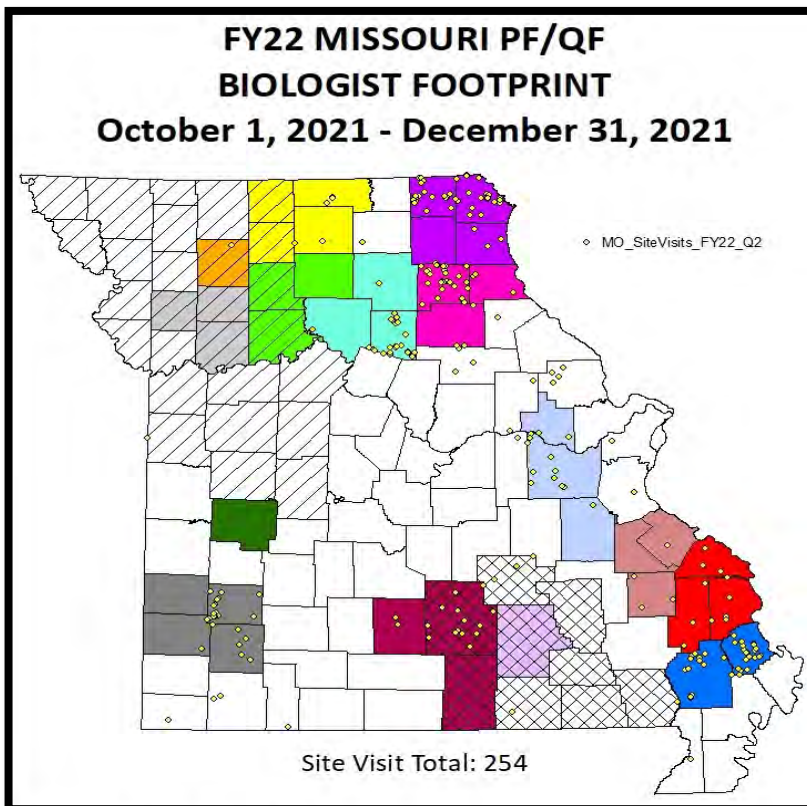 FY22 MISSOURI PF/QF
BIOLOGIST FOOTPRINT
October 1, 2021 - December 31, 2021
MO_SiteVisits_FY22_Q2
Site Visit Total: 254